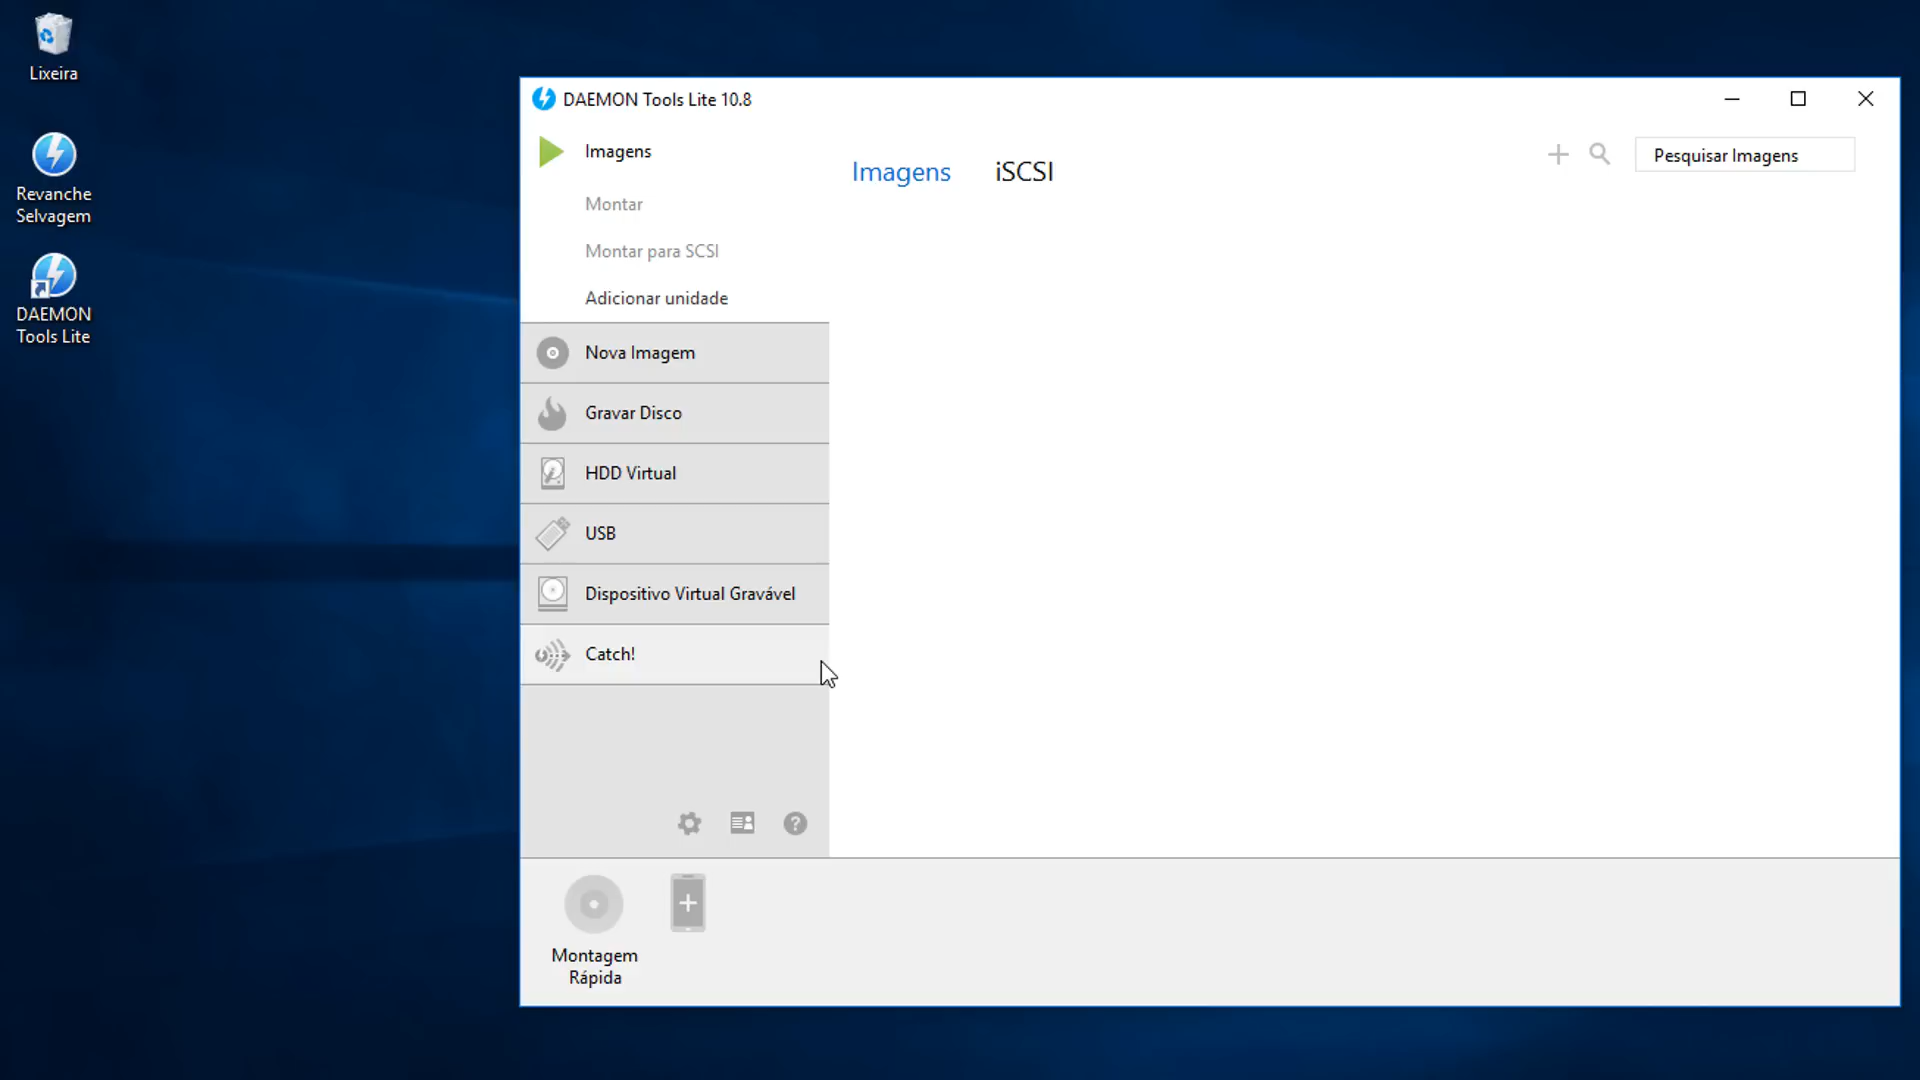 Lixeira
Revanche
Selvagem
DAEMON
Tools Lite
DAEMON Tools Lite 10.8
Imagens
Montar
Montar para SCSI
Adicionar unidade
Nova Imagem
Gravar Disco
HDD Virtual
USB
Dispositivo Virtual Gravável
Catch!
Imagens iSCSI
Pesquisar Imagens
Montagem
Rápida